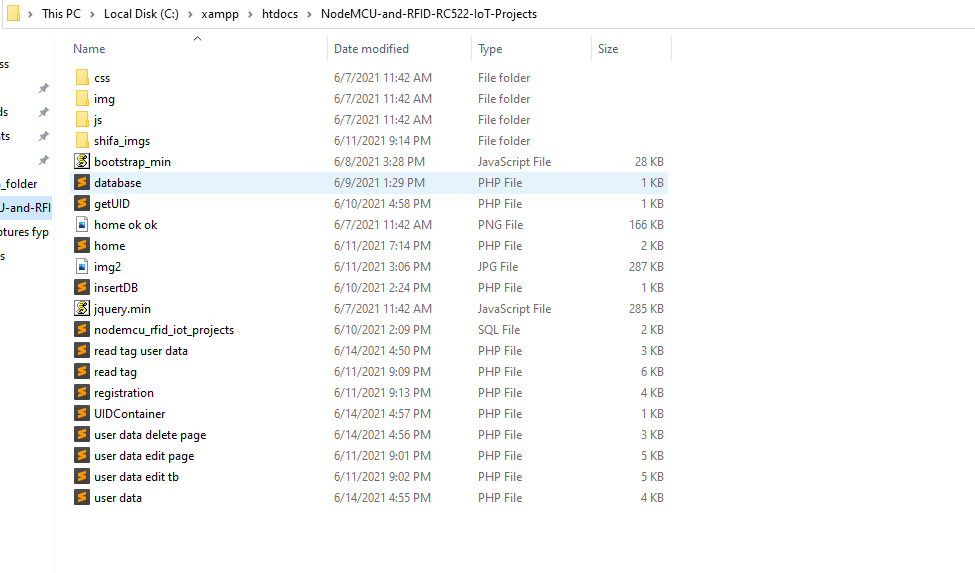 This PC > Local Disk (C:) > xampp > htdocs > NodeMCU-and-RFID-RC522-IoT-Projects
Name Date modified Type Size
ss
css 6/7/2021 11:42 AM File folder
img 6/7/2021 11:42 AM File folder
ds
js 6/7/2021 11:42 AM File folder
nts
shifa_imgs 6/11/2021 9:14 PM File folder
bootstrap_min 6/8/2021 3:28 PM JavaScript File 28 KB
_folder
database 6/9/2021 1:29 PM PHP File 1 KB
U-and-RFI
getUID 6/10/2021 4:58 PM PHP File 1 KB
ptures fyp
home ok ok 6/7/2021 11:42 AM PNG File 166 KB
home 6/11/2021 7:14 PM PHP File 2 KB
s
img2 6/11/2021 3:06 PM JPG File 287 KB
insertDB 6/10/2021 2:24 PM PHP File 1 KB
jquery.min 6/7/2021 11:42 AM JavaScript File 285 KB
nodemcu_rfid_iot_projects 6/10/2021 2:09 PM SQL File 2 KB
read tag user data 6/14/2021 4:50 PM PHP File 3 KB
read tag 6/11/2021 9:09 PM PHP File 6 KB
registration 6/11/2021 9:13 PM PHP File 4 KB
UIDContainer 6/14/2021 4:57 PM PHP File 1 KB
user data delete page 6/14/2021 4:56 PM PHP File 3 KB
user data edit page 6/11/2021 9:01 PM PHP File 5 KB
user data edit tb 6/11/2021 9:02 PM PHP File 5 KB
user data 6/14/2021 4:55 PM PHP File 4 KB